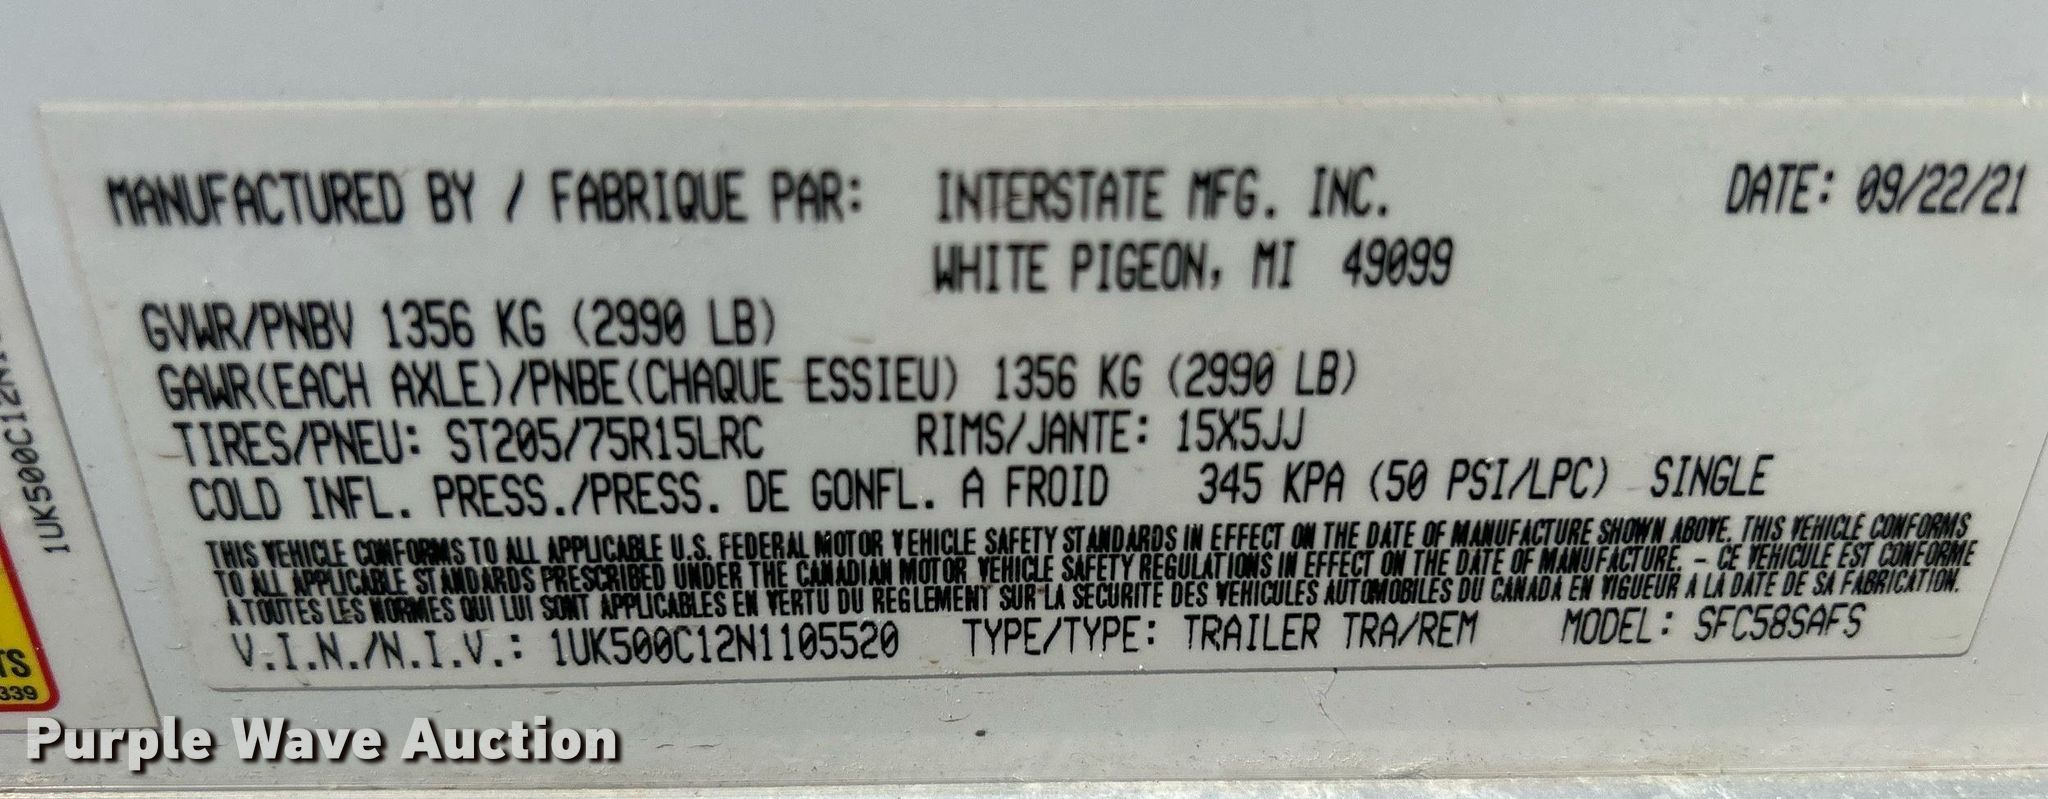 MANUFACTURED BY / FABRIQUE PAR: INTERSTATE MFG. INC. DATE: 09/22/21
WHITE PIGEON, MI 49099
GVWR/PNBV 1356 KG (2990 LB)
GAWR(EACH AXLE)/PNBE(CHAQUE ESSIEU) 1356 KG (2990 LB)
TIRES/PNEU: ST205/75R15LRC RIMS/JANTE: 15X5JJ
COLD INFL. PRESS./PRESS. DE GONFL. A FROID 345 KPA (50 PSI/LPC) SINGLE
THIS VEHICLE CONFORMS TO ALL APPLICABLE U.S. FEDERAL MOTOR VEHICLE SAFETY STANDARDS IN EFFECT ON THE DATE OF MANUFACTURE SHOWN ABOVE. THIS VEHICLE CONFORMS
TO ALL APPLICABLE STANDARDS PRESCRIBED UNDER THE CANADIAN MOTOR VEHICLE SAFETY REGULATIONS IN EFFECT ON THE DATE OF MANUFACTURE. - CE VEHICULE EST CONFORME
A TOUTES LES NORMES QUI LUI SONT APPLICABLES EN VERTU DU REGLEMENT SUR LA SECURITE DES VEHICULES AUTOMOBILES DU CANADA EN VIGUEUR A LA DATE DE SA FABRICATION.
V.I.N./N.I.V.: 1UK500C12N1105520 TYPE/TYPE: TRAILER TRA/REM MODEL: SFC58SAFS
1UK500C12N
TS
339
Purple Wave Auction